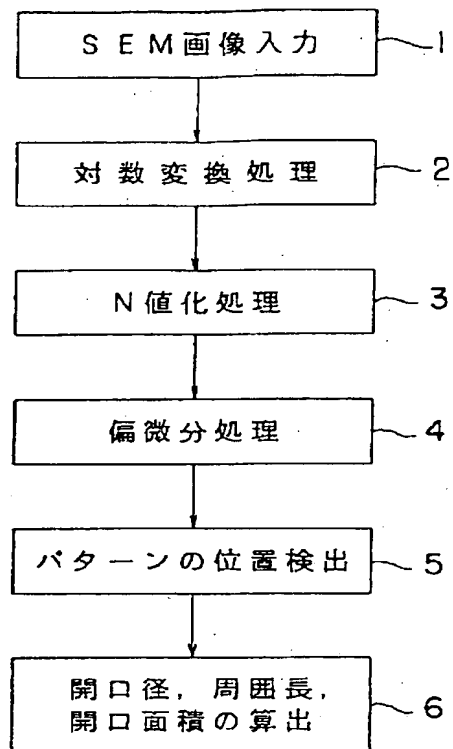 SEM画像入力 1
対数変換処理 2
N値化処理 3
偏微分処理 4
パターンの位置検出 5
開口径,周囲長,
開口面積の算出 6